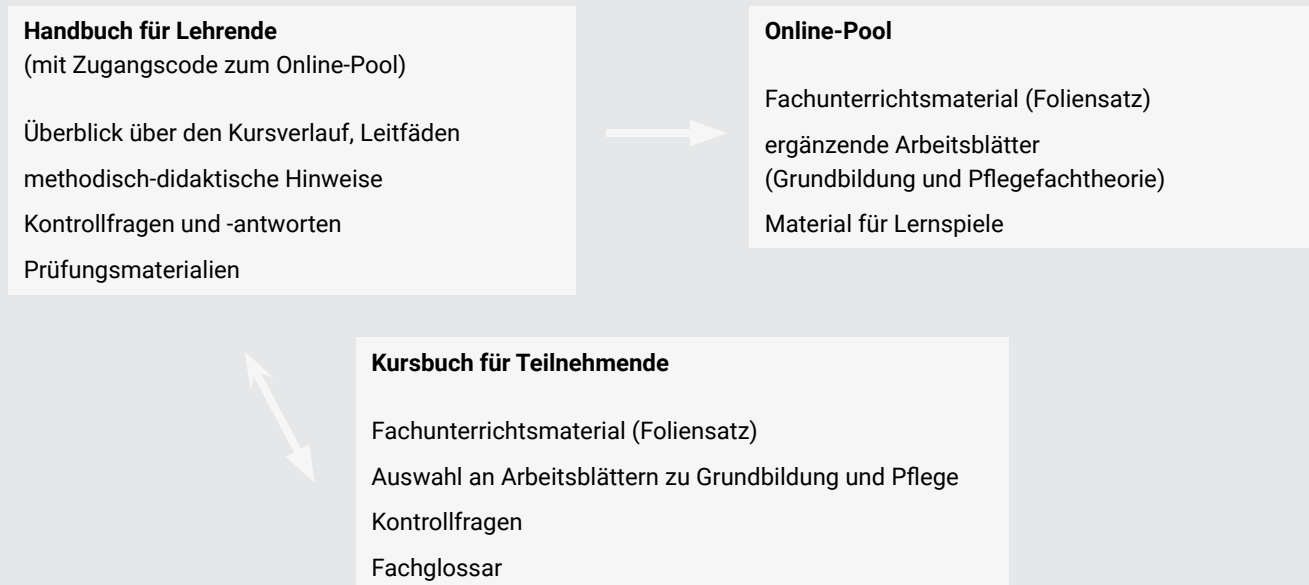 Handbuch für Lehrende
(mit Zugangscode zum Online-Pool)
Überblick über den Kursverlauf, Leitfäden
methodisch-didaktische Hinweise
Kontrollfragen und -antworten
Prüfungsmaterialien
Online-Pool
Fachunterrichtsmaterial (Foliensatz)
ergänzende Arbeitsblätter
(Grundbildung und Pflegefachtheorie)
Material für Lernspiele
Kursbuch für Teilnehmende
Fachunterrichtsmaterial (Foliensatz)
Auswahl an Arbeitsblättern zu Grundbildung und Pflege
Kontrollfragen
Fachglossar